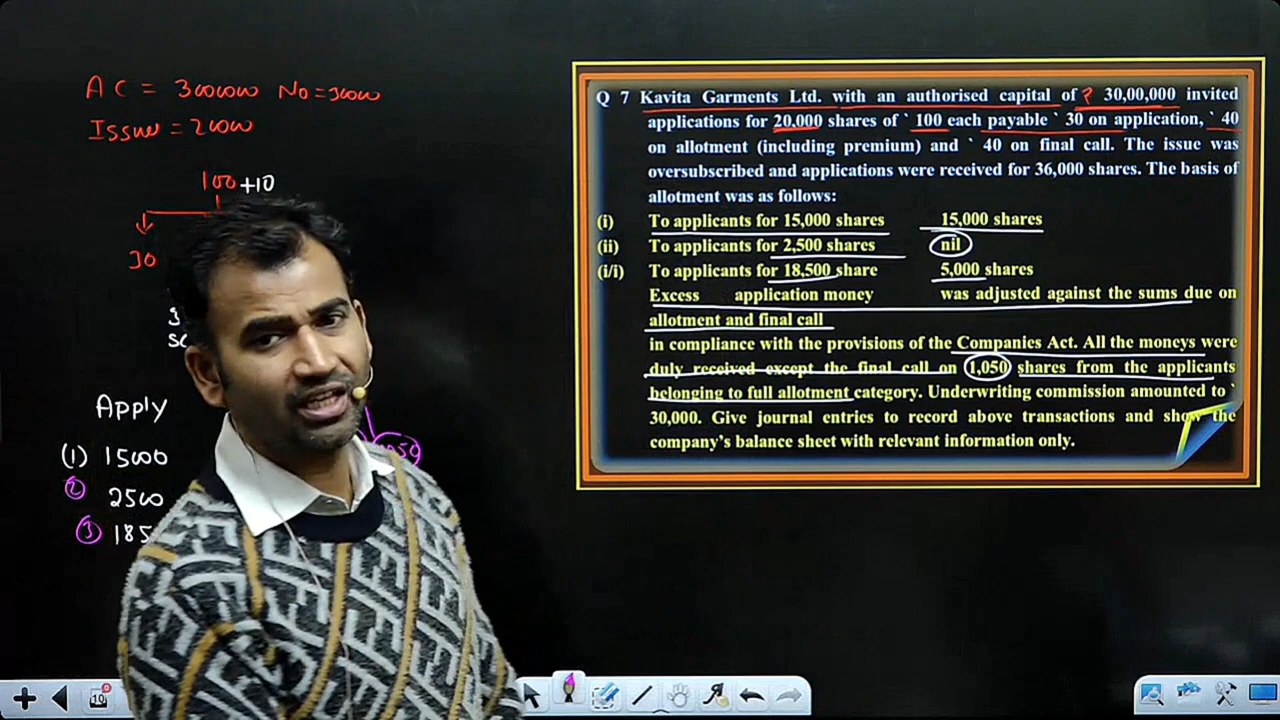 AC = 3000000 No = 30000
Issue = 20000
100 +10
30
Apply
(1) 15000
② 2500
③ 185
Q 7 Kavita Garments Ltd. with an authorised capital of ₹ 30,00,000 invited
applications for 20,000 shares of ` 100 each payable ` 30 on application, ` 40
on allotment (including premium) and ` 40 on final call. The issue was
oversubscribed and applications were received for 36,000 shares. The basis of
allotment was as follows:
(i) To applicants for 15,000 shares 15,000 shares
(ii) To applicants for 2,500 shares nil
(i/i) To applicants for 18,500 share 5,000 shares
Excess application money was adjusted against the sums due on
allotment and final call
in compliance with the provisions of the Companies Act. All the moneys were
duly received except the final call on 1,050 shares from the applicants
belonging to full allotment category. Underwriting commission amounted to `
30,000. Give journal entries to record above transactions and show the
company's balance sheet with relevant information only.
10